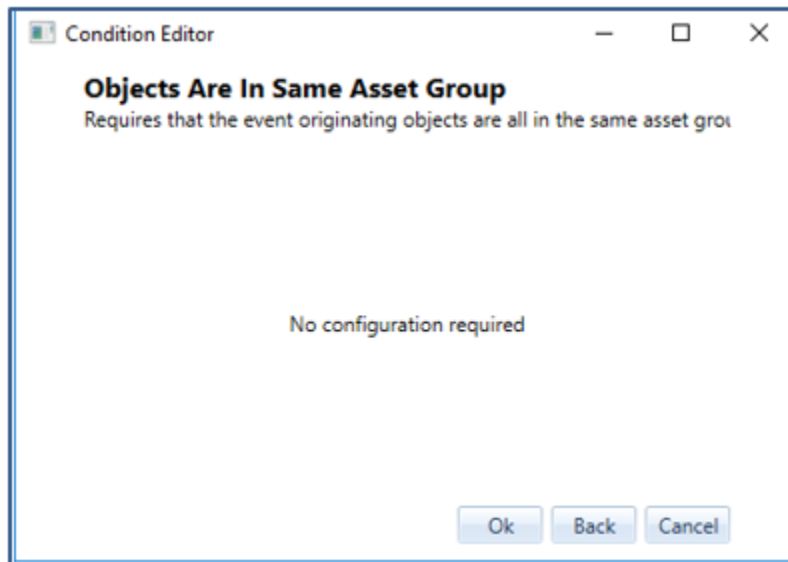 Condition Editor
Objects Are In Same Asset Group
Requires that the event originating objects are all in the same asset
No configuration required
Ok Back Cancel